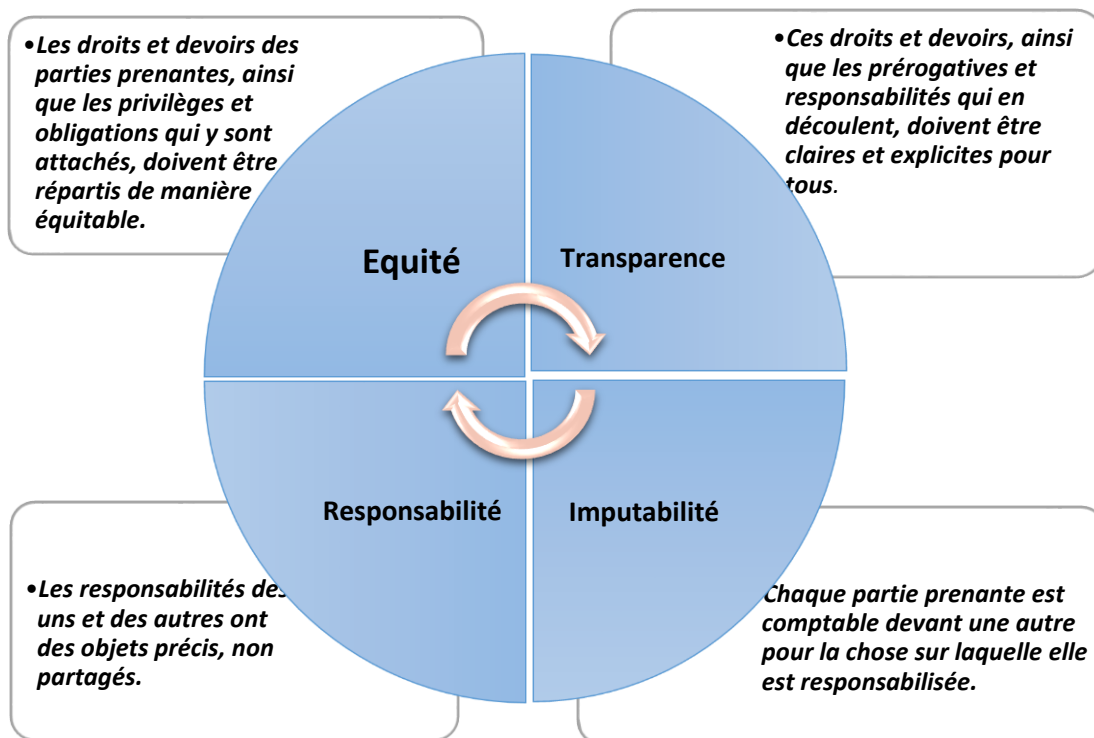 •Les droits et devoirs des
parties prenantes, ainsi
que les privilèges et
obligations qui y sont
attachés, doivent être
répartis de manière
équitable.
•Ces droits et devoirs, ainsi
que les prérogatives et
responsabilités qui en
découlent, doivent être
claires et explicites pour
tous.
Equité
Transparence
Responsabilité
Imputabilité
•Les responsabilités des
uns et des autres ont
des objets précis, non
partagés.
Chaque partie prenante est
comptable devant une autre
pour la chose sur laquelle elle
est responsabilisée.